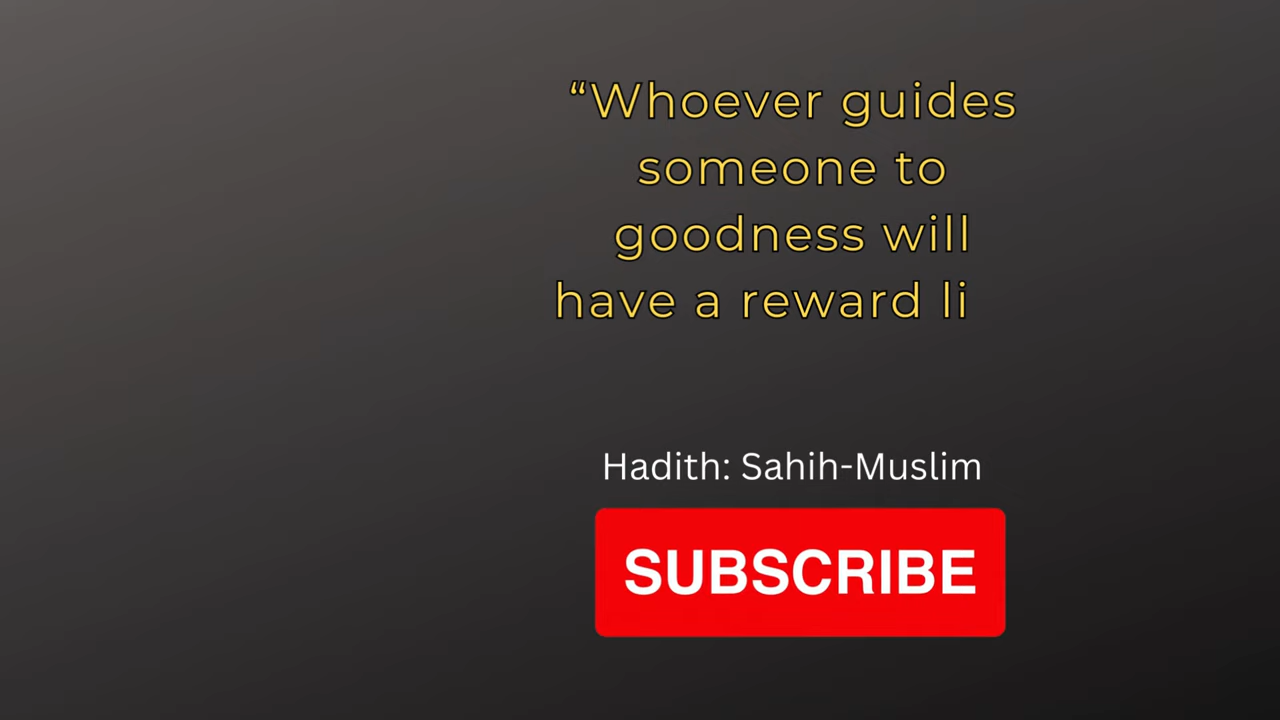 “Whoever guides
someone to
goodness will
have a reward li
Hadith: Sahih-Muslim
SUBSCRIBE